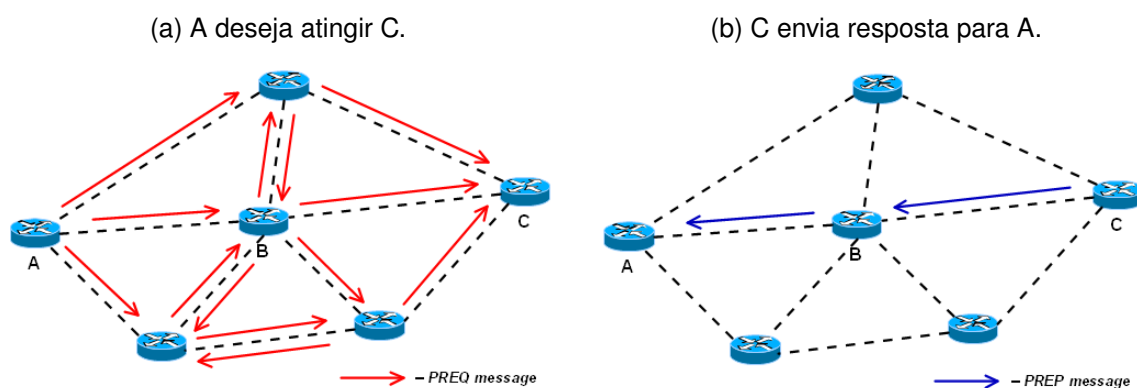 (a) A deseja atingir C.
(b) C envia resposta para A.
A
B
C
– PREQ message
A
B
C
– PREP message